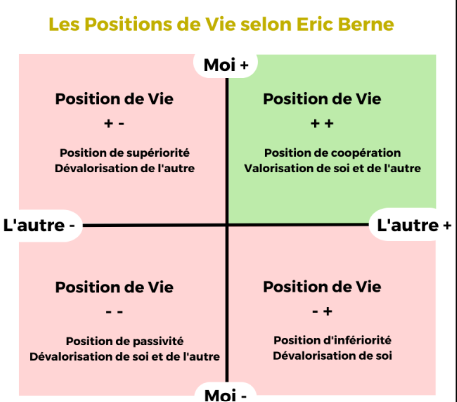 Les Positions de Vie selon Eric Berne
Moi +
Position de Vie
+ -
Position de supériorité
Dévalorisation de l'autre
Position de Vie
+ +
Position de coopération
Valorisation de soi et de l'autre
L'autre -
L'autre +
Position de Vie
- -
Position de passivité
Dévalorisation de soi et de l'autre
Position de Vie
- +
Position d'infériorité
Dévalorisation de soi
Moi -